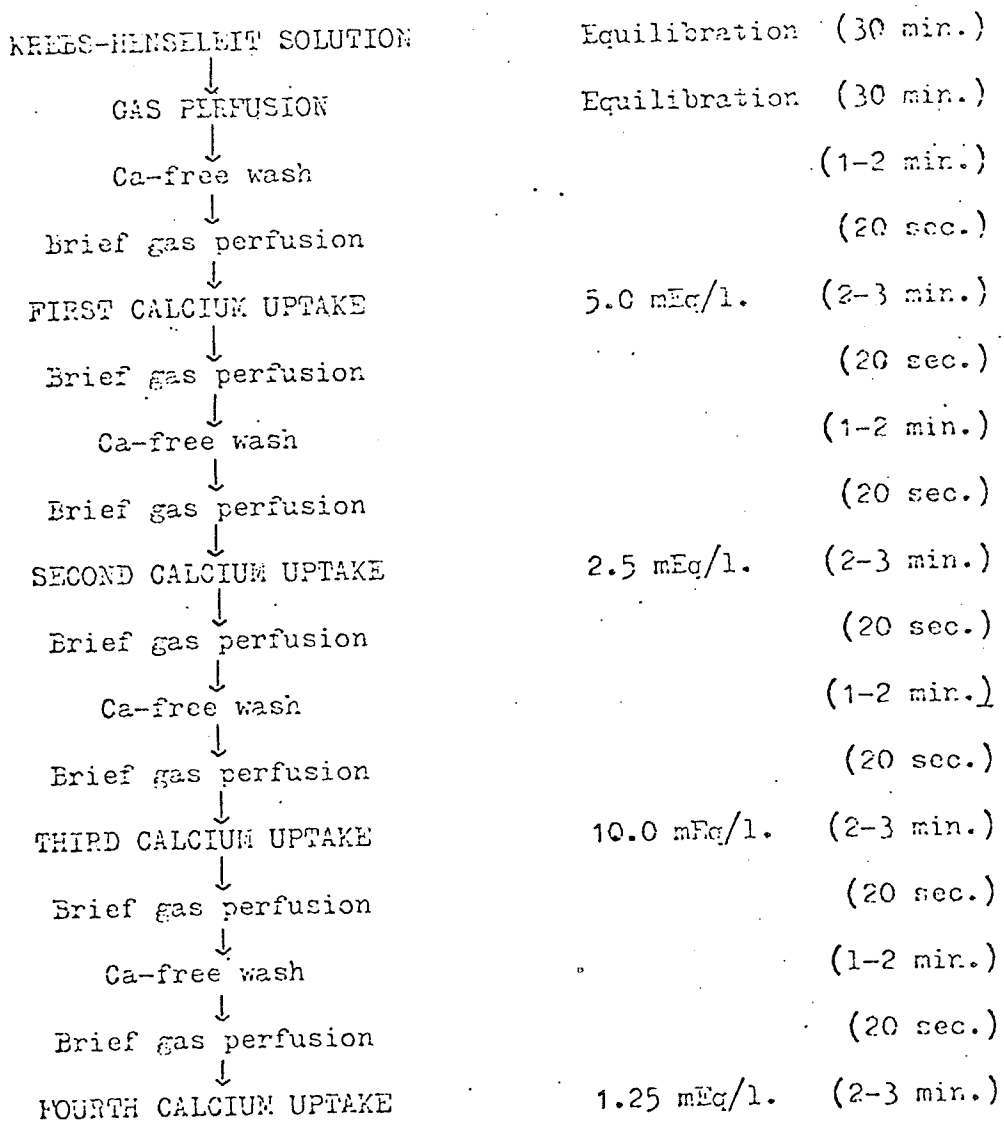 KREBS-HENSELEIT SOLUTION Equilibration (30 min.)
GAS PERFUSION Equilibration (30 min.)
Ca-free wash (1-2 min.)
Brief gas perfusion (20 sec.)
FIRST CALCIUM UPTAKE 5.0 mEq/l. (2-3 min.)
Brief gas perfusion (20 sec.)
Ca-free wash (1-2 min.)
Brief gas perfusion (20 sec.)
SECOND CALCIUM UPTAKE 2.5 mEq/l. (2-3 min.)
Brief gas perfusion (20 sec.)
Ca-free wash (1-2 min.)
Brief gas perfusion (20 sec.)
THIRD CALCIUM UPTAKE 10.0 mEq/l. (2-3 min.)
Brief gas perfusion (20 sec.)
Ca-free wash (1-2 min.)
Brief gas perfusion (20 sec.)
FOURTH CALCIUM UPTAKE 1.25 mEq/l. (2-3 min.)